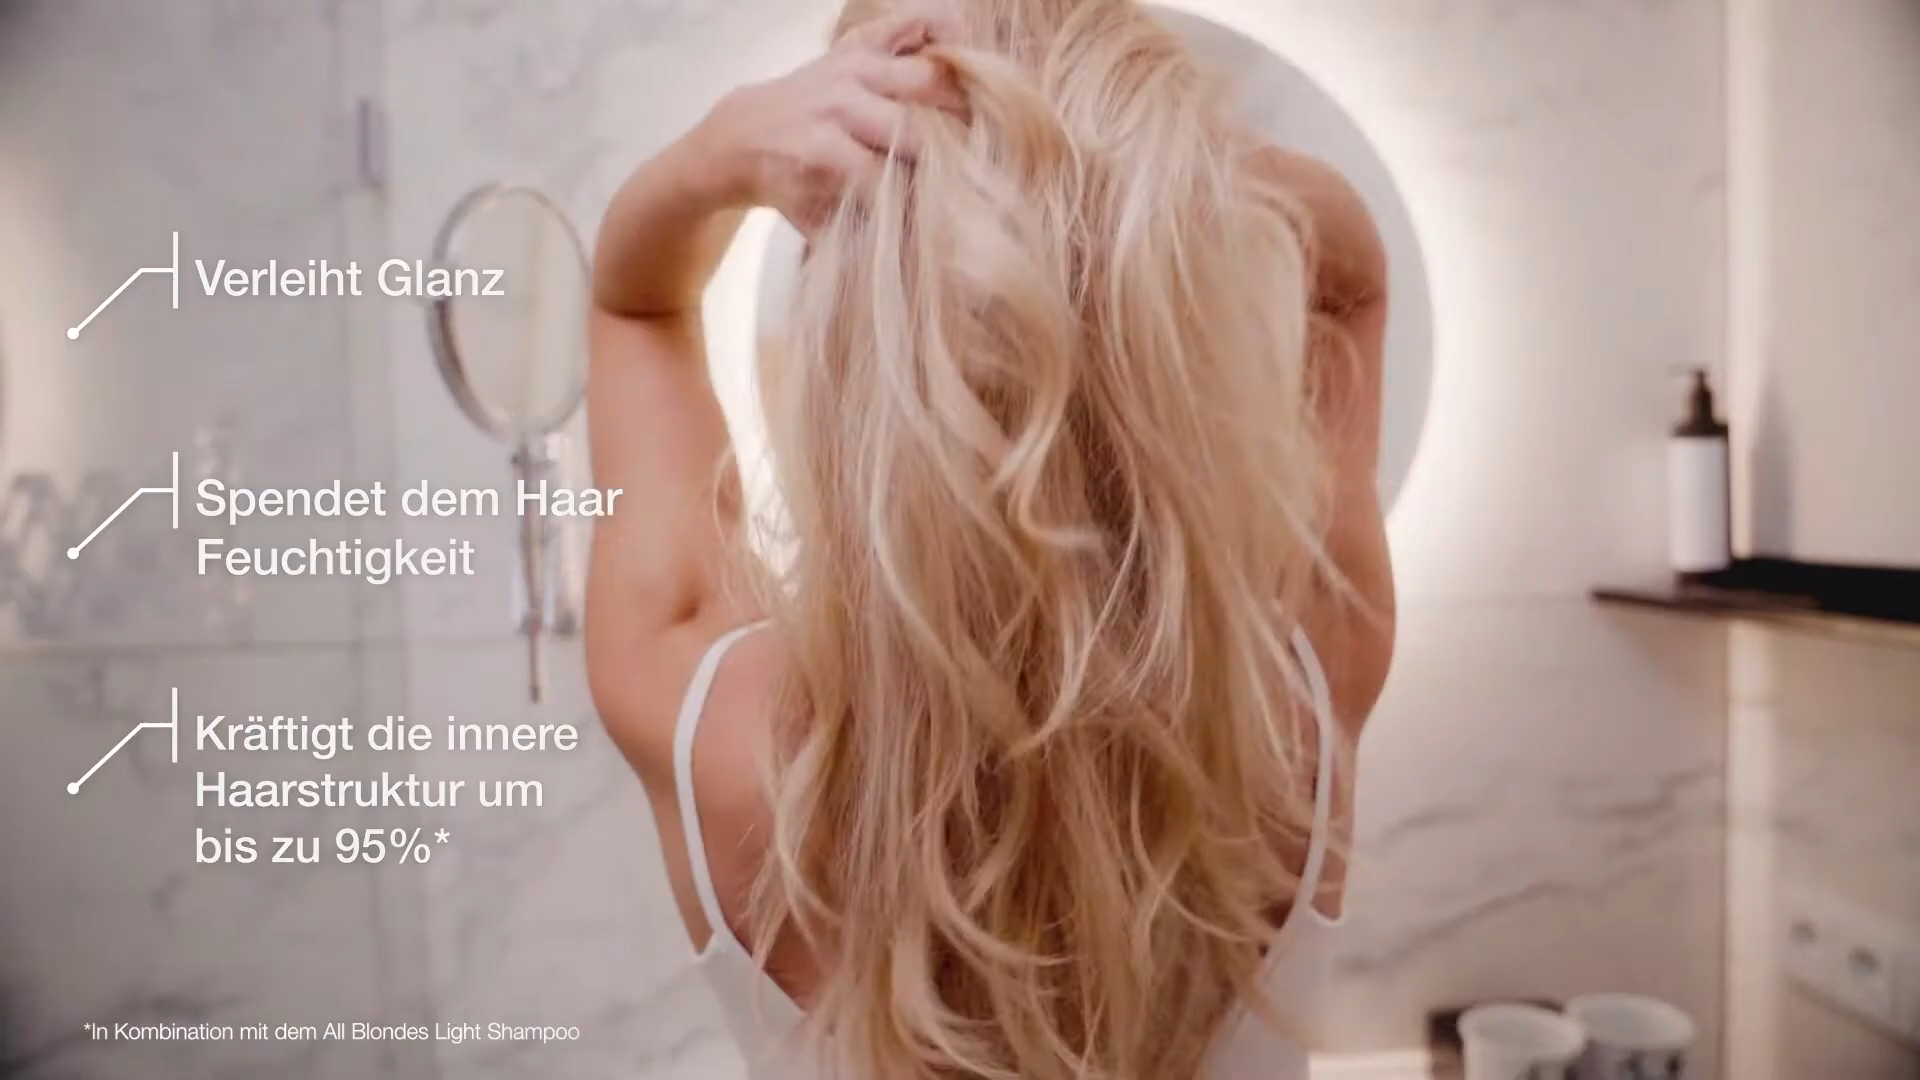 Verleiht Glanz
Spendet dem Haar
Feuchtigkeit
Kräftigt die innere
Haarstruktur um
bis zu 95%*
*In Kombination mit dem All Blondes Light Shampoo